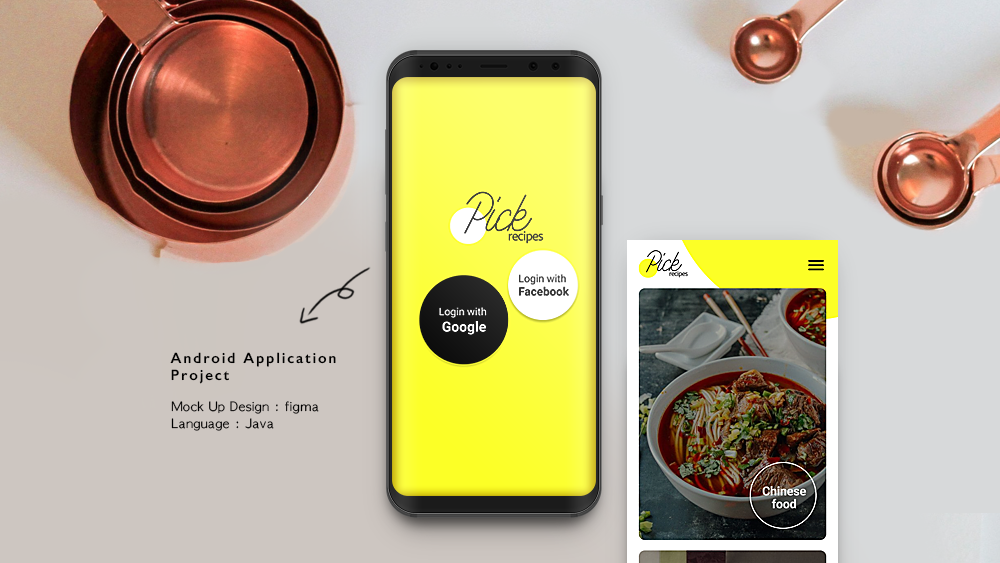 Pick
recipes
Login with
Facebook
Login with
Google
Android Application
Project
Mock Up Design : figma
Language : Java
Pick
recipes
Chinese
food